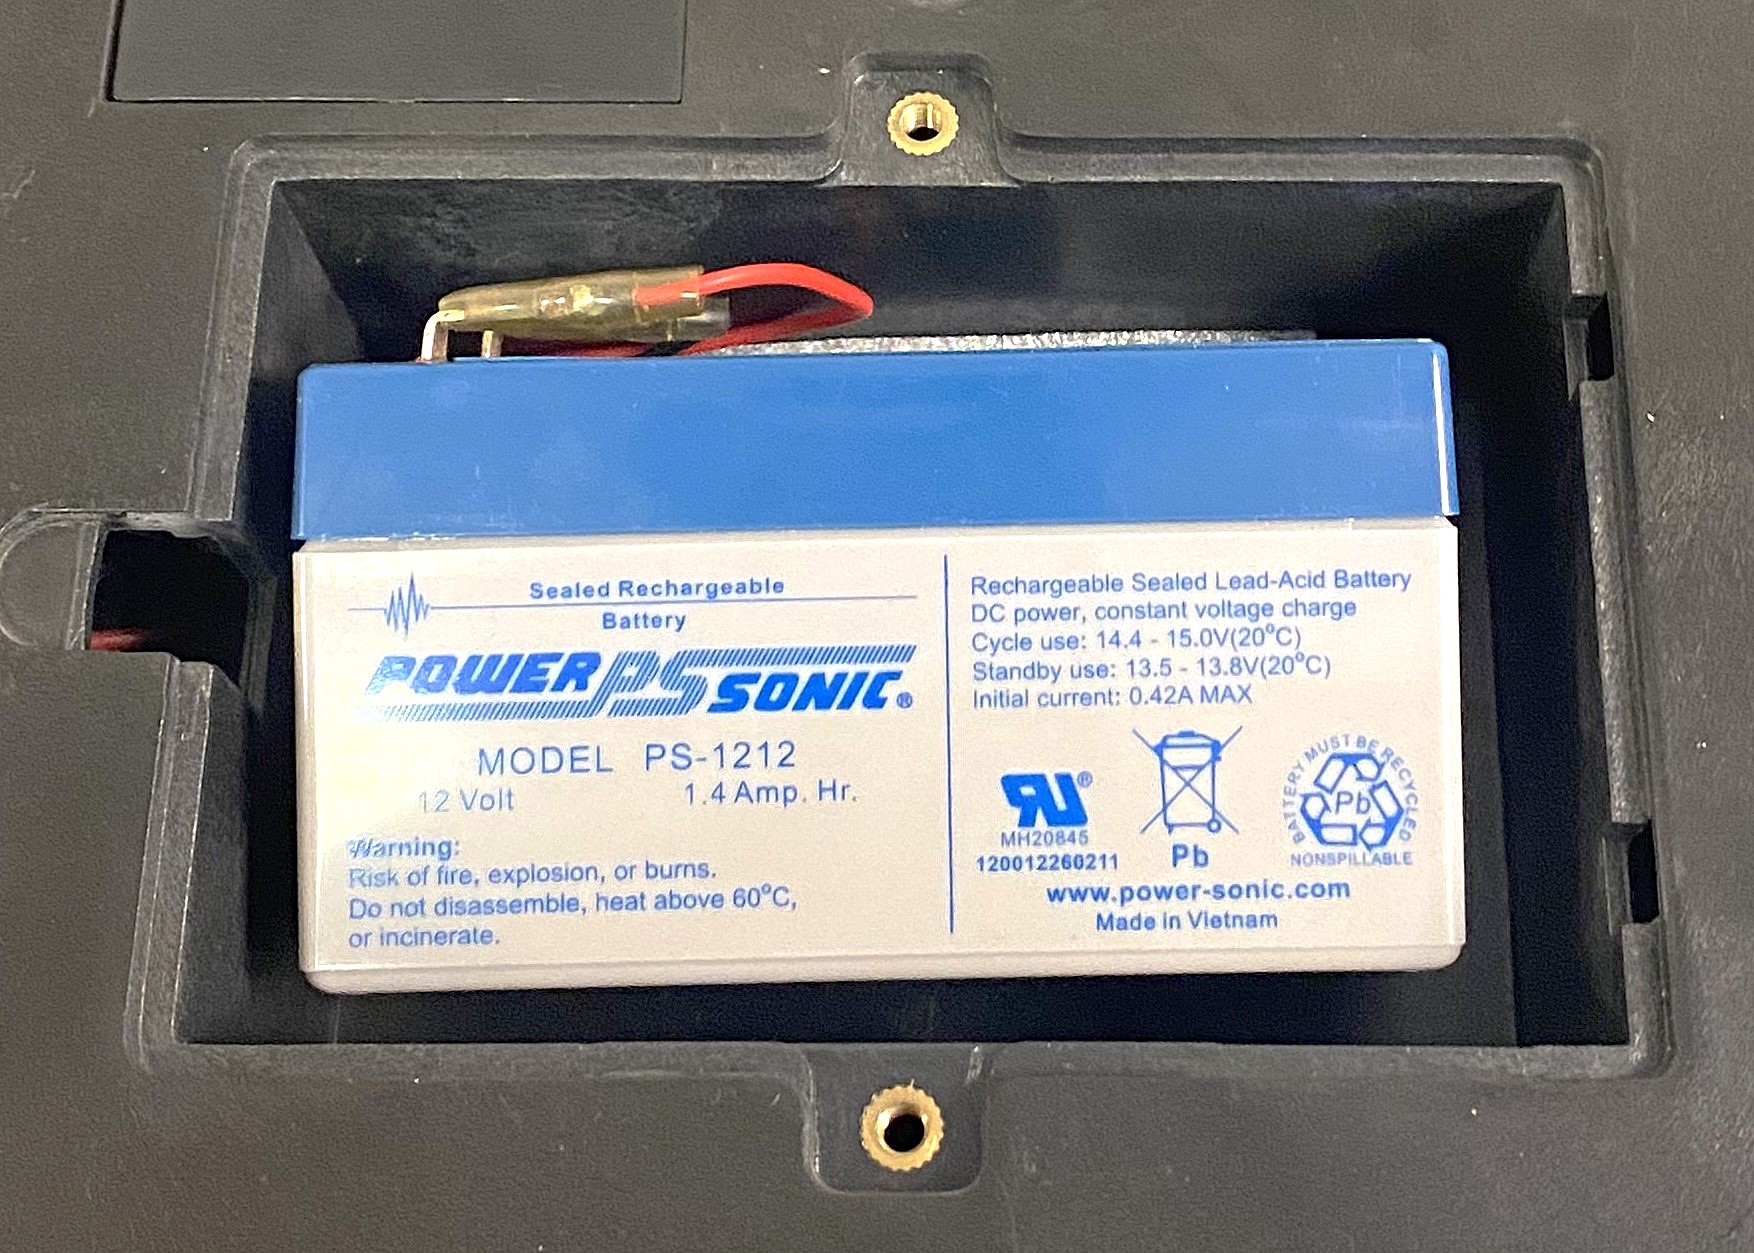 Sealed Rechargeable
Battery
POWER PS SONIC®
MODEL PS-1212
12 Volt 1.4 Amp. Hr.
Warning:
Risk of fire, explosion, or burns.
Do not disassemble, heat above 60°C,
or incinerate.
Rechargeable Sealed Lead-Acid Battery
DC power, constant voltage charge
Cycle use: 14.4 - 15.0V(20°C)
Standby use: 13.5 - 13.8V(20°C)
Initial current: 0.42A MAX
RU®
MH20845
120012260211
Pb
BATTERY MUST BE RECYCLED
Pb
NONSPILLABLE
www.power-sonic.com
Made in Vietnam